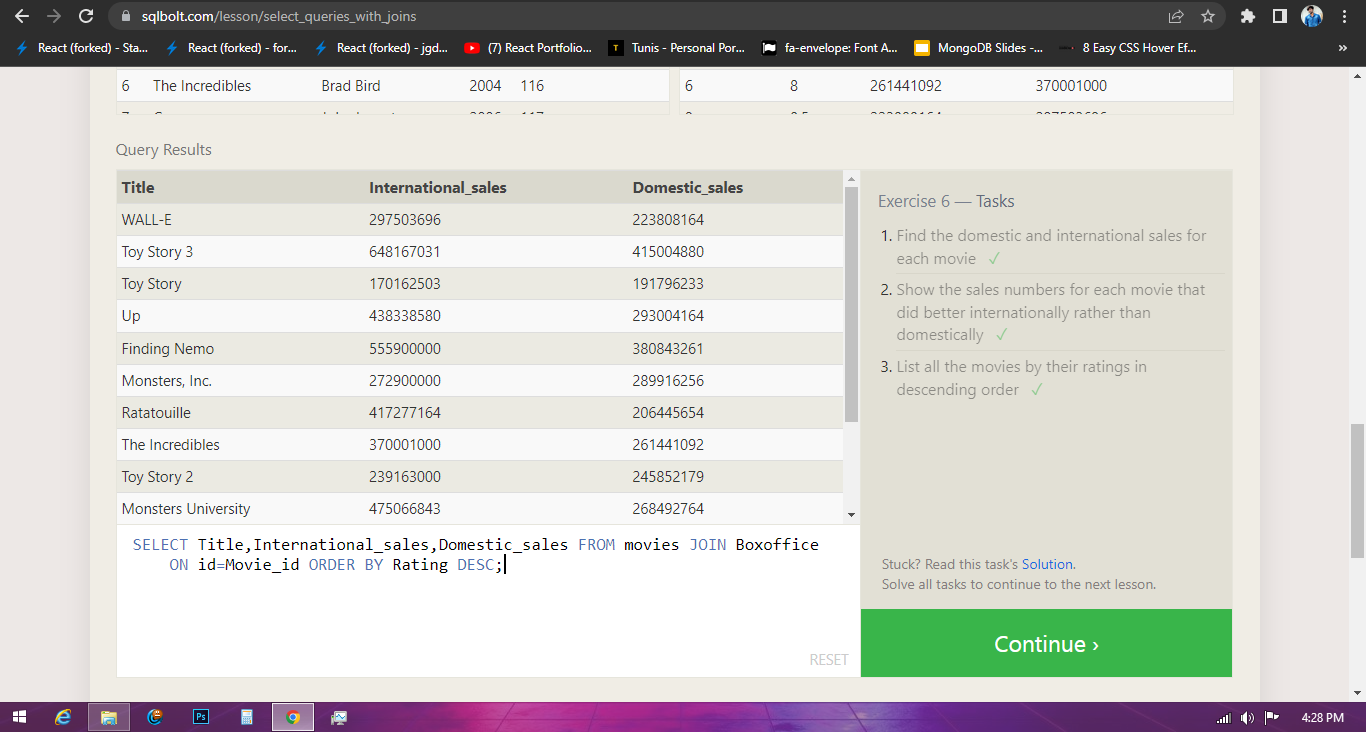 sqlbolt.com/lesson/select_queries_with_joins
React (forked) - Sta... React (forked) - for... React (forked) - jgd... (7) React Portfolio... T Tunis - Personal Por... fa-envelope: Font A... MongoDB Slides -... 8 Easy CSS Hover Ef... »
6 The Incredibles Brad Bird 2004 116 6 8 261441092 370001000
Query Results
Title International_sales Domestic_sales
WALL-E 297503696 223808164
Toy Story 3 648167031 415004880
Toy Story 170162503 191796233
Up 438338580 293004164
Finding Nemo 555900000 380843261
Monsters, Inc. 272900000 289916256
Ratatouille 417277164 206445654
The Incredibles 370001000 261441092
Toy Story 2 239163000 245852179
Monsters University 475066843 268492764
Exercise 6 — Tasks
1. Find the domestic and international sales for
each movie ✓
2. Show the sales numbers for each movie that
did better internationally rather than
domestically ✓
3. List all the movies by their ratings in
descending order ✓
SELECT Title,International_sales,Domestic_sales FROM movies JOIN Boxoffice
ON id=Movie_id ORDER BY Rating DESC;
RESET
Stuck? Read this task's Solution.
Solve all tasks to continue to the next lesson.
Continue ›
Ps
4:28 PM